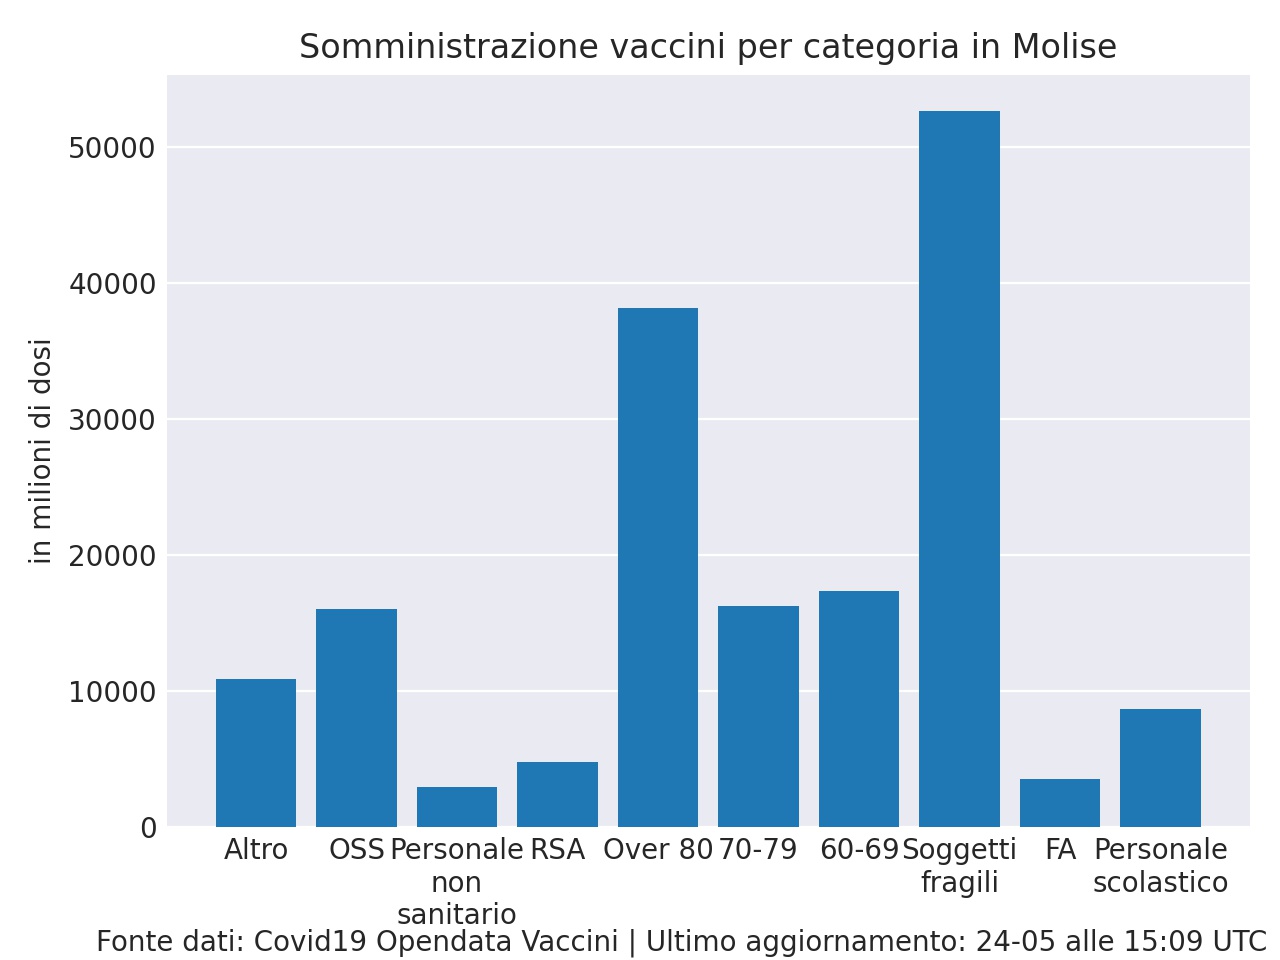 Somministrazione vaccini per categoria in Molise
in milioni di dosi
50000
40000
30000
20000
10000
0
Altro
OSS
Personale
non
sanitario
RSA
Over 80
70-79
60-69
Soggetti
fragili
FA
Personale
scolastico
Fonte dati: Covid19 Opendata Vaccini | Ultimo aggiornamento: 24-05 alle 15:09 UTC